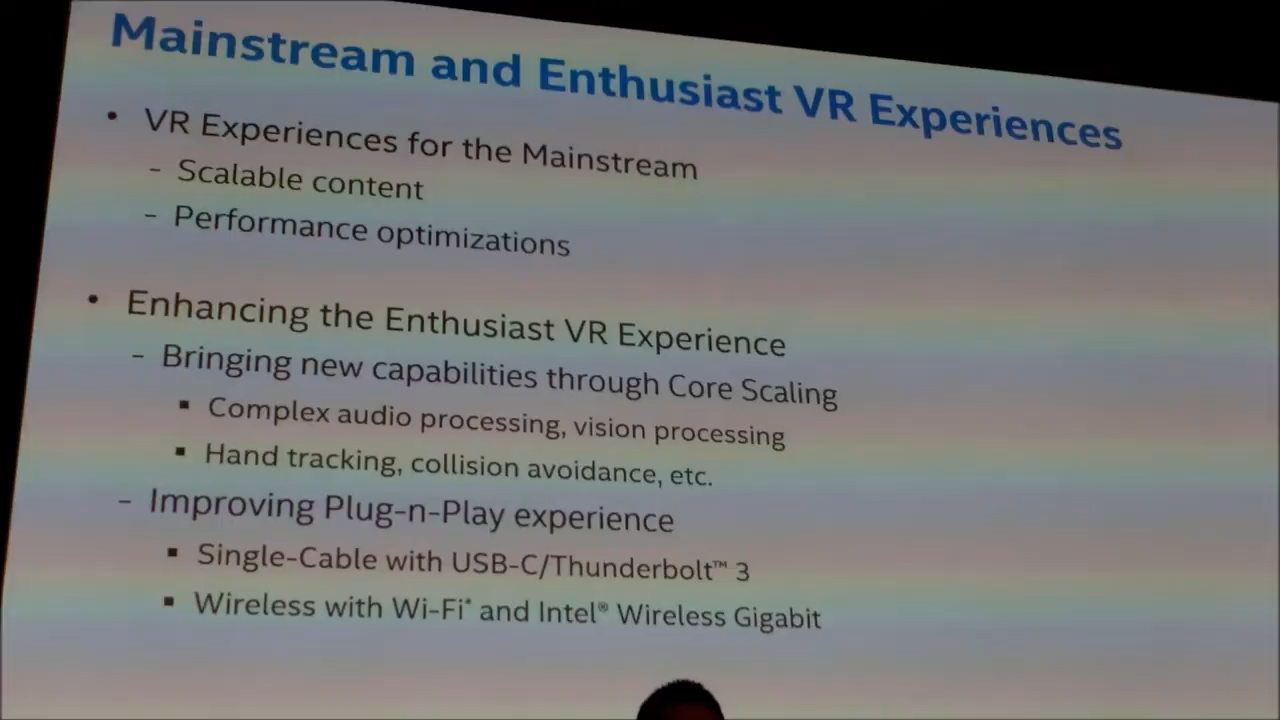 Mainstream and Enthusiast VR Experiences
• VR Experiences for the Mainstream
- Scalable content
- Performance optimizations
• Enhancing the Enthusiast VR Experience
- Bringing new capabilities through Core Scaling
▪ Complex audio processing, vision processing
▪ Hand tracking, collision avoidance, etc.
- Improving Plug-n-Play experience
▪ Single-Cable with USB-C/Thunderbolt™ 3
▪ Wireless with Wi-Fi* and Intel® Wireless Gigabit